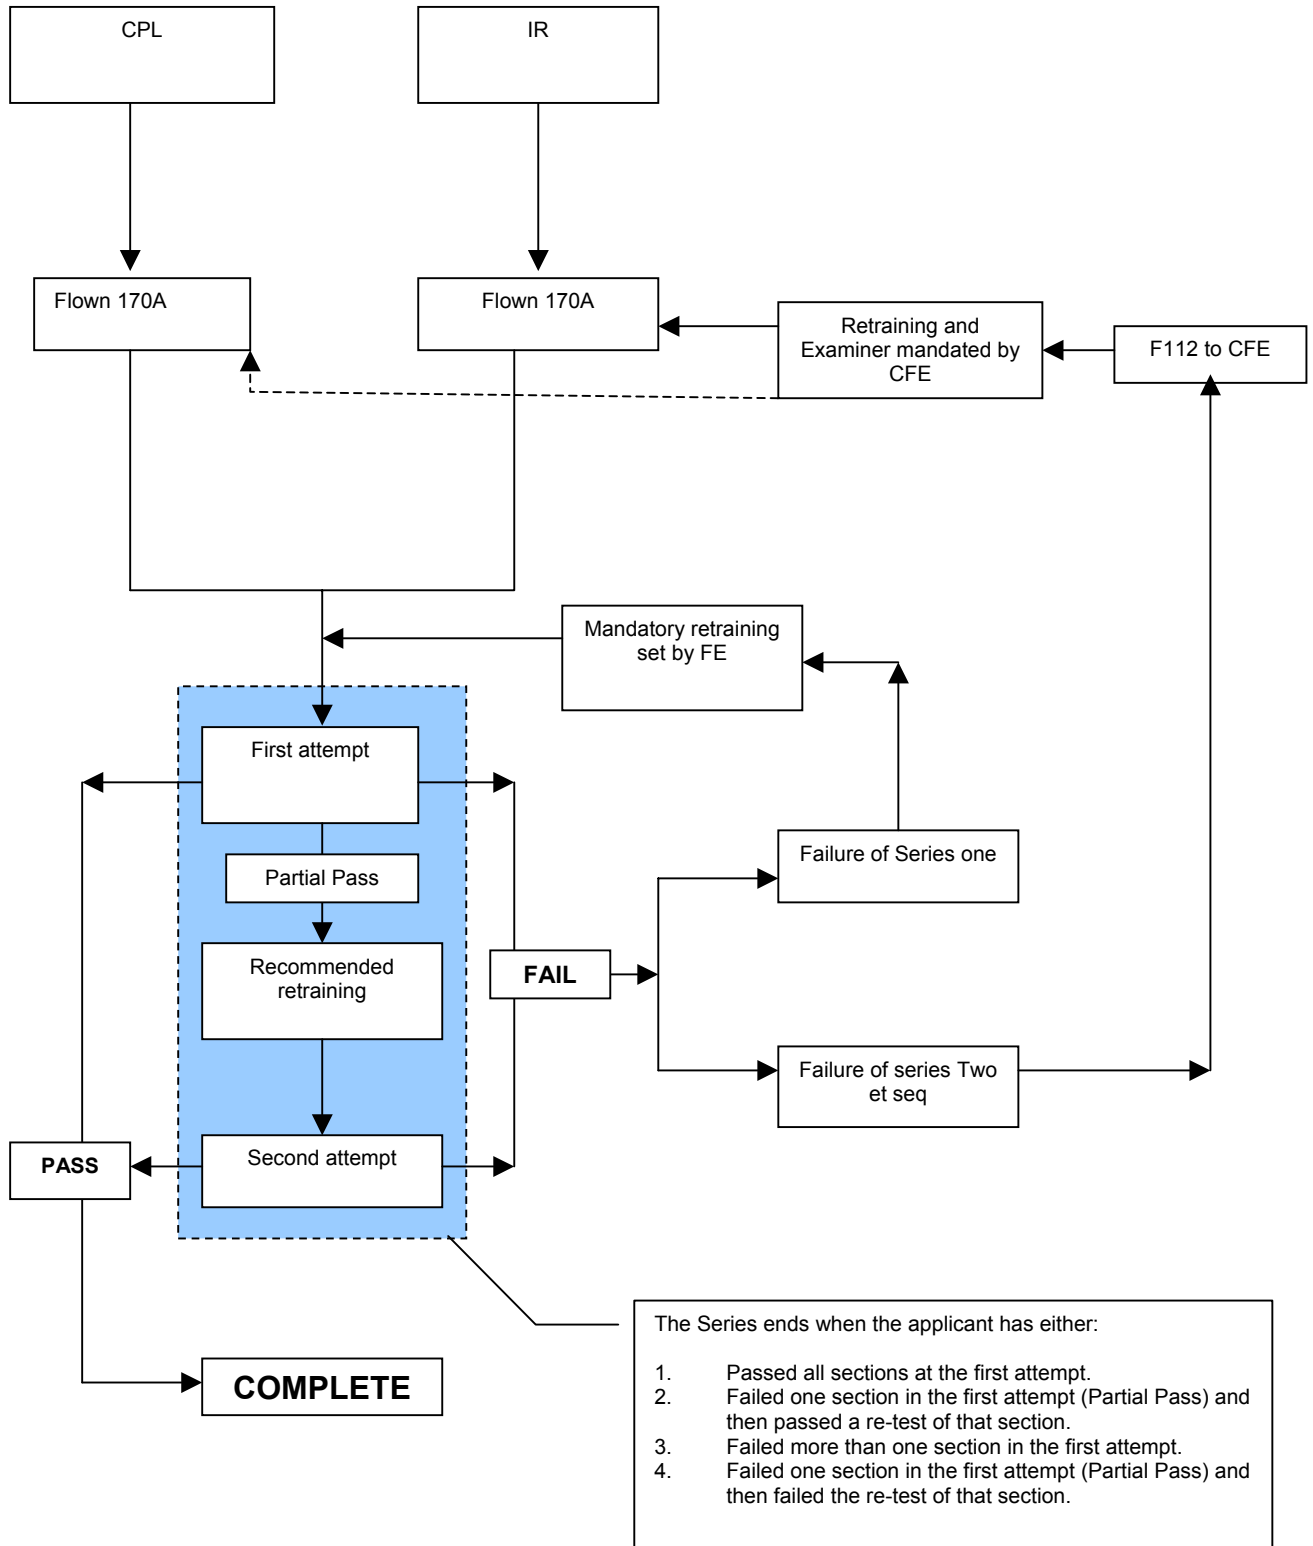 CPL
IR
Flown 170A
Flown 170A
Retraining and
Examiner mandated by
CFE
F112 to CFE
Mandatory retraining
set by FE
First attempt
Partial Pass
Failure of Series one
Recommended
retraining
FAIL
Failure of series Two
et seq
PASS
Second attempt
COMPLETE
The Series ends when the applicant has either:
1. Passed all sections at the first attempt.
2. Failed one section in the first attempt (Partial Pass) and
then passed a re-test of that section.
3. Failed more than one section in the first attempt.
4. Failed one section in the first attempt (Partial Pass) and
then failed the re-test of that section.